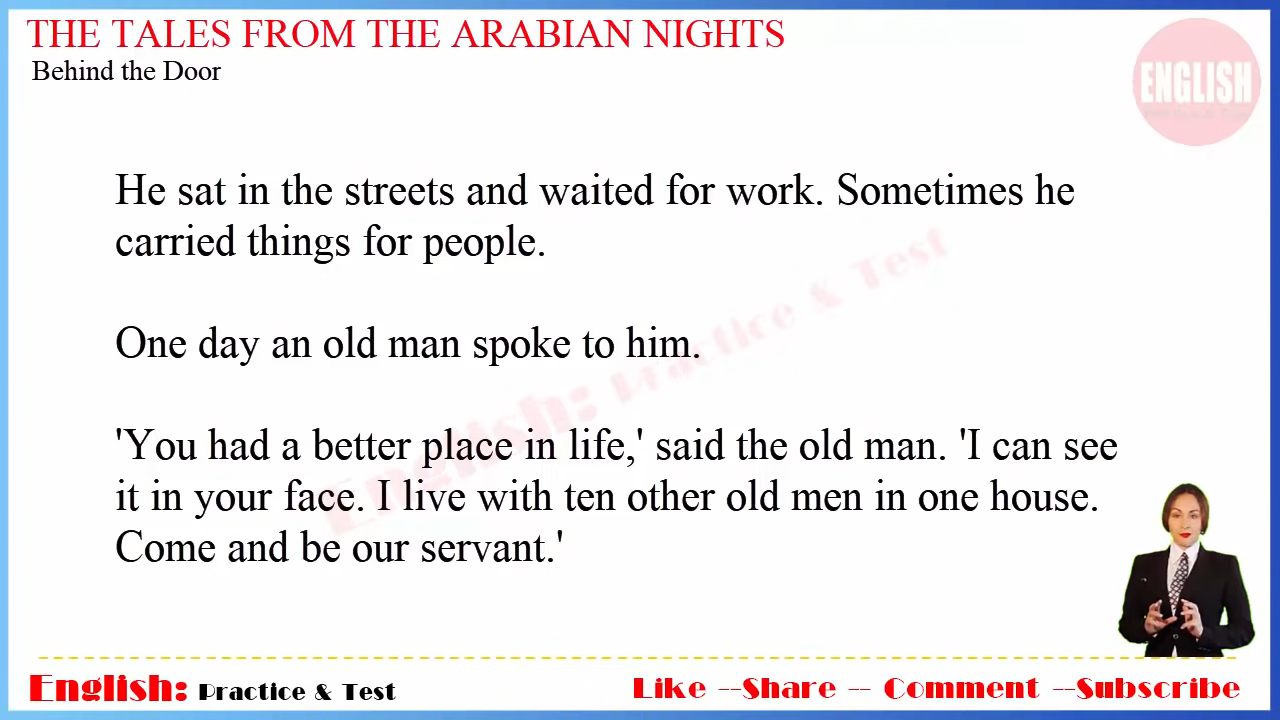 THE TALES FROM THE ARABIAN NIGHTS
Behind the Door
ENGLISH
He sat in the streets and waited for work. Sometimes he
carried things for people.
One day an old man spoke to him.
'You had a better place in life,' said the old man. 'I can see
it in your face. I live with ten other old men in one house.
Come and be our servant.'
English: Practice & Test
English: Practice & Test
Like --Share -- Comment --Subscribe